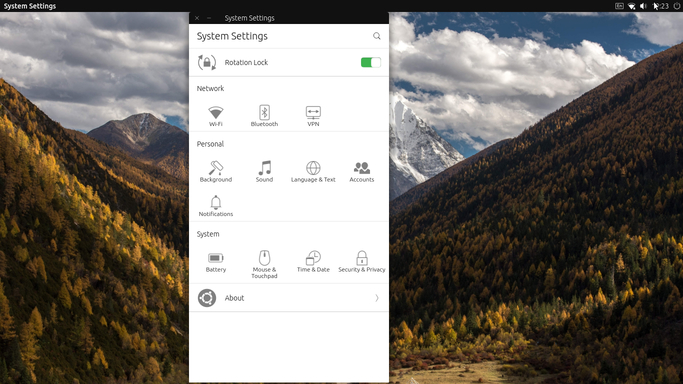 System Settings
System Settings
System Settings
Rotation Lock
Network
Wi-Fi Bluetooth VPN
Personal
Background Sound Language & Text Accounts
Notifications
System
Battery Mouse & Touchpad Time & Date Security & Privacy
About